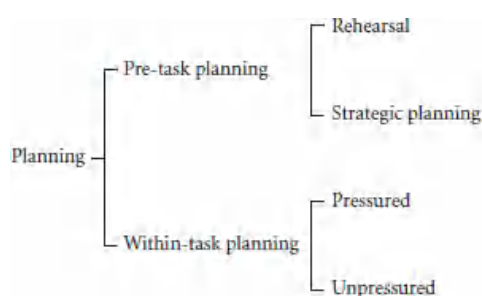 Rehearsal
Pre-task planning
Strategic planning
Planning
Pressured
Within-task planning
Unpressured